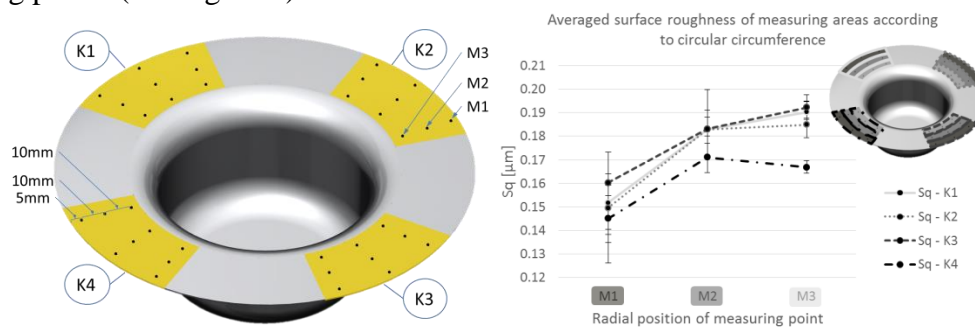 K1
K2
M3
M2
M1
10mm
10mm
5mm
K4
K3
Averaged surface roughness of measuring areas according
to circular circumference
Sq [µm]
0.21
0.20
0.19
0.18
0.17
0.16
0.15
0.14
0.13
0.12
M1 M2 M3
Radial position of measuring point
Sq - K1
Sq - K2
Sq - K3
Sq - K4